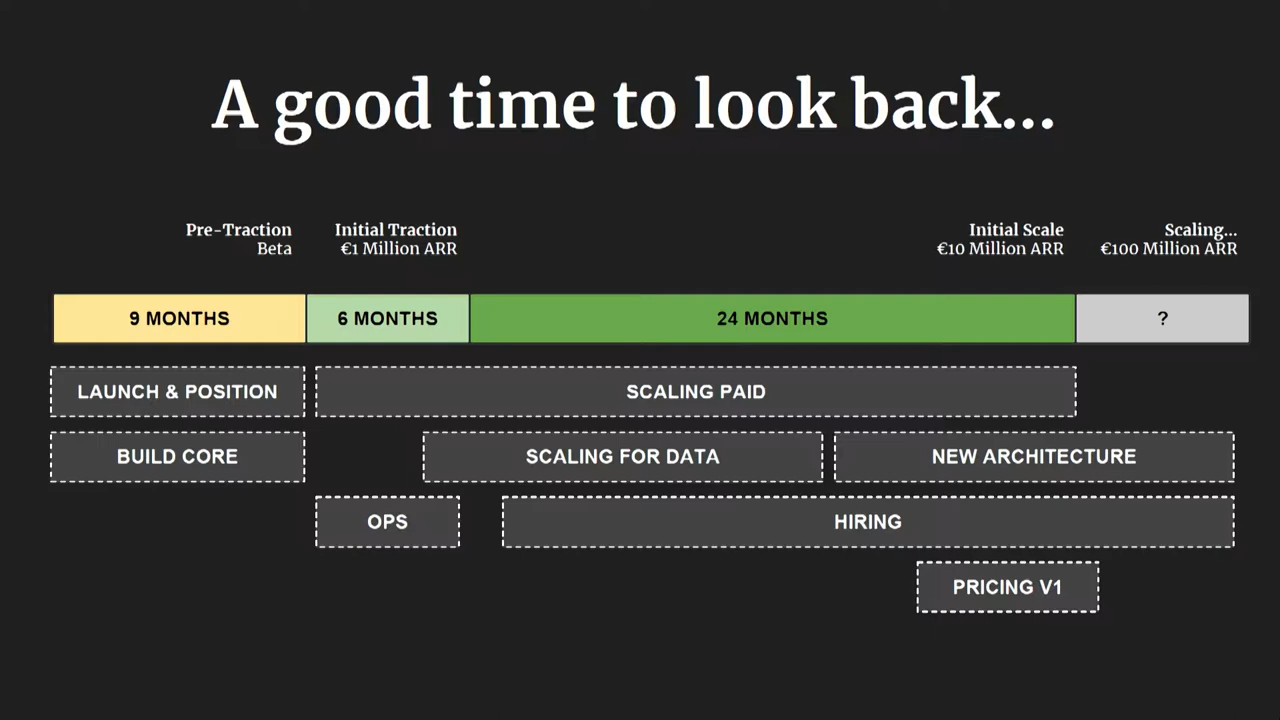 A good time to look back...
Pre-Traction
Beta
Initial Traction
€1 Million ARR
Initial Scale
€10 Million ARR
Scaling...
€100 Million ARR
9 MONTHS
6 MONTHS
24 MONTHS
?
LAUNCH & POSITION
SCALING PAID
BUILD CORE
SCALING FOR DATA
NEW ARCHITECTURE
OPS
HIRING
PRICING V1